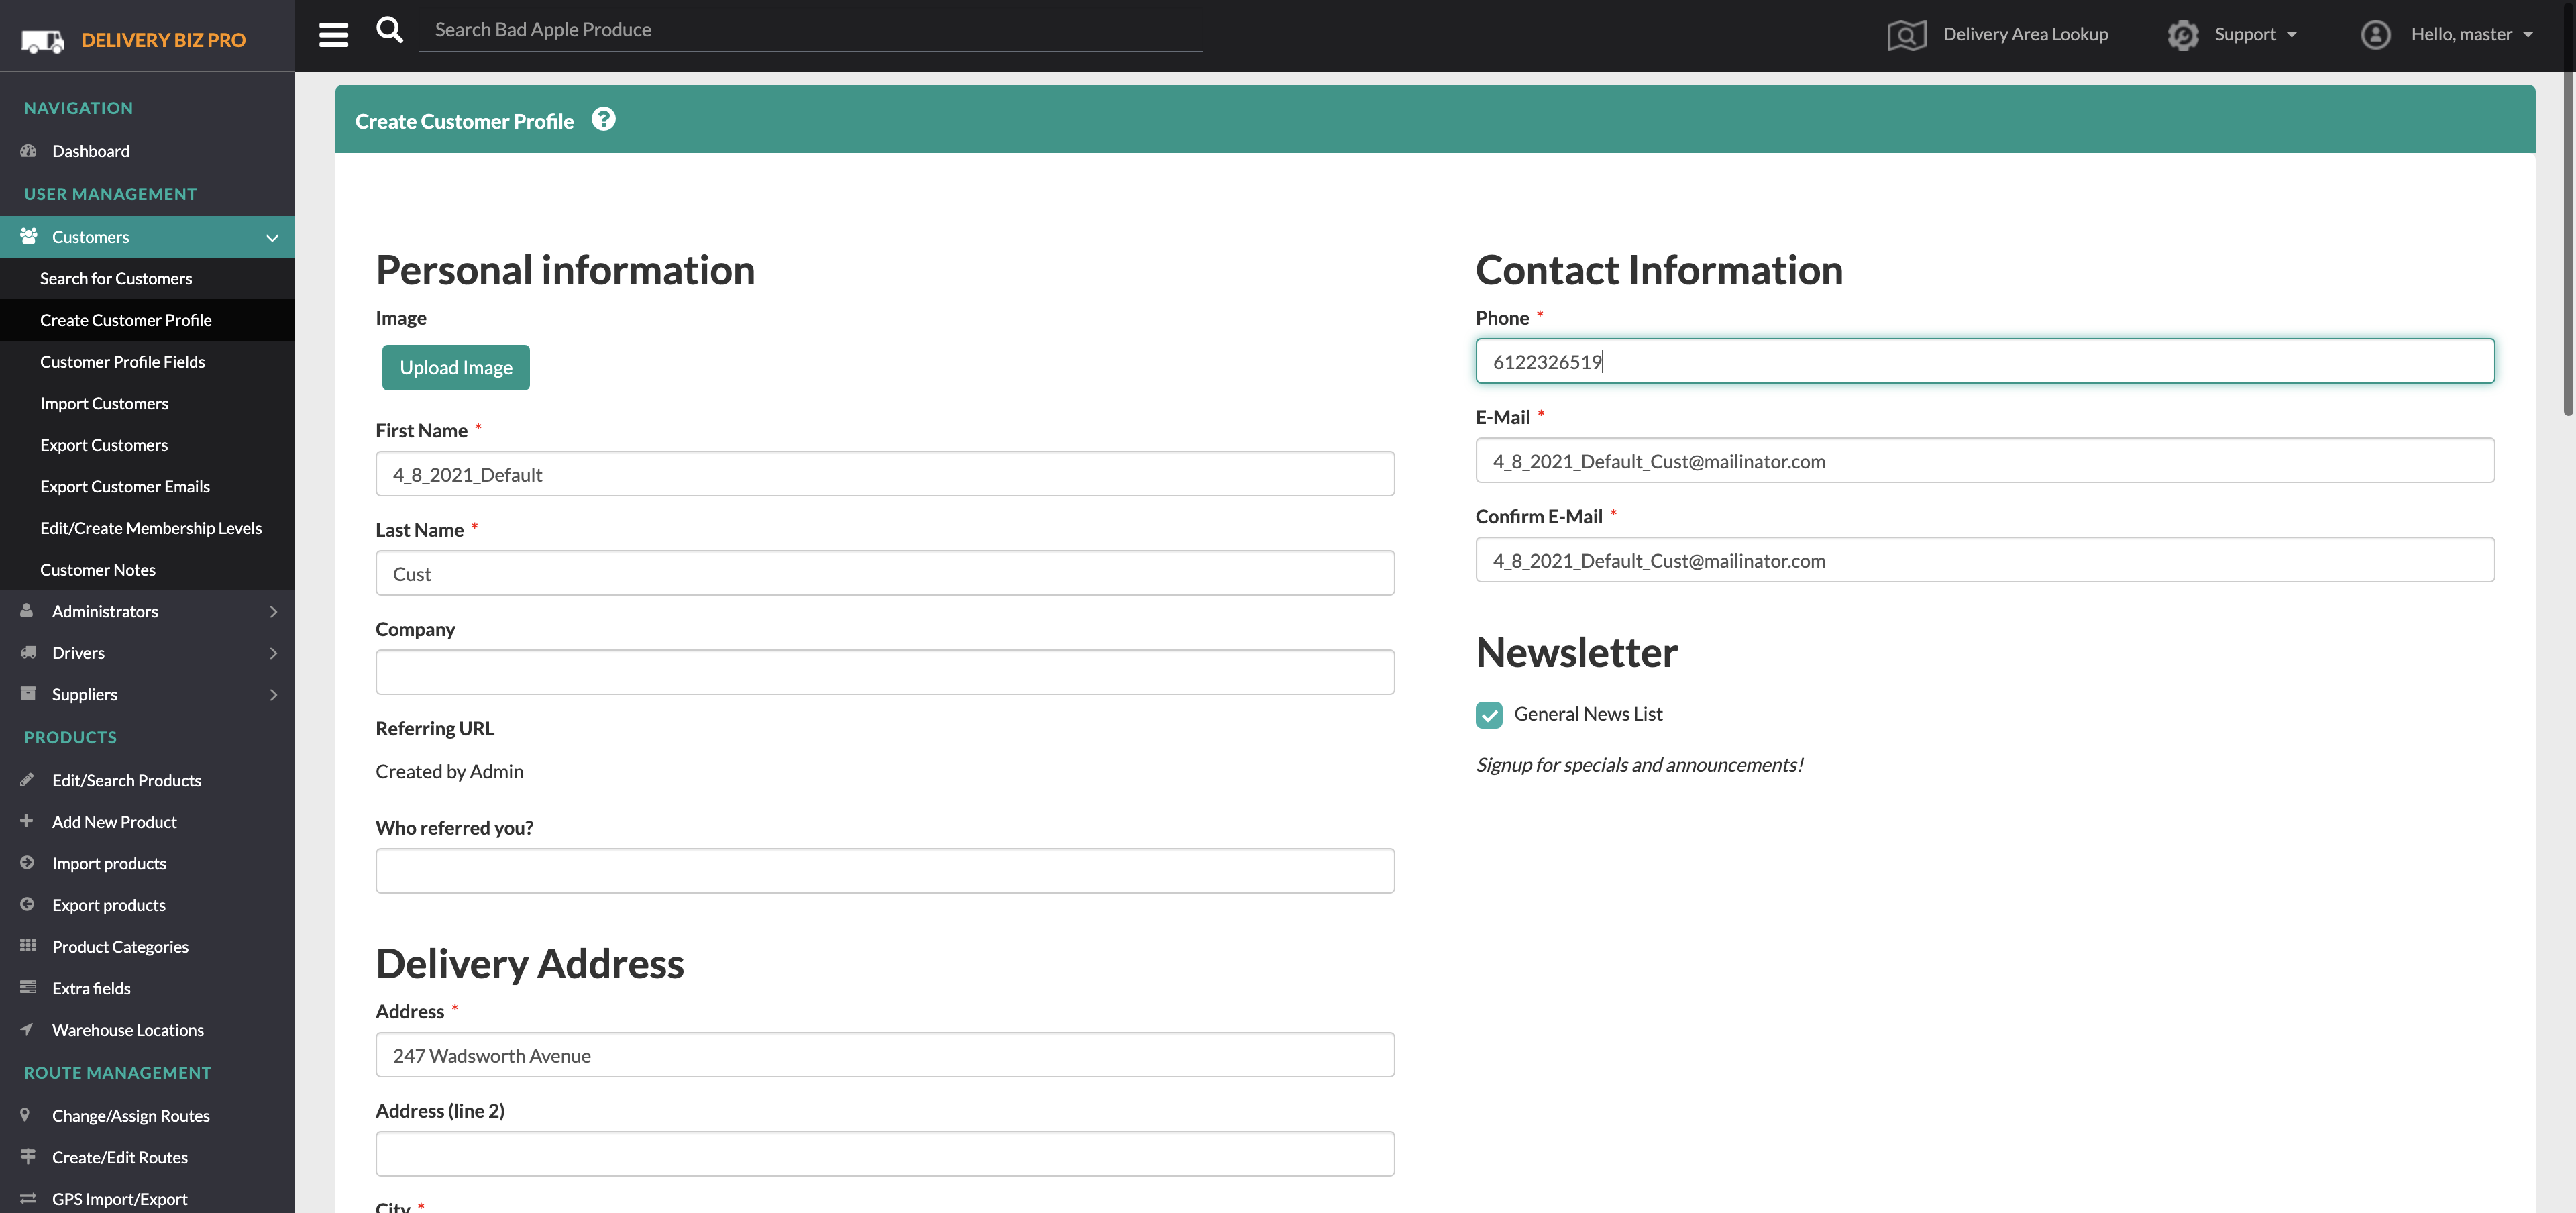 DELIVERY BIZ PRO
Search Bad Apple Produce
Delivery Area Lookup
Support
Hello, master
NAVIGATION
Dashboard
USER MANAGEMENT
Customers
Search for Customers
Create Customer Profile
Customer Profile Fields
Import Customers
Export Customers
Export Customer Emails
Edit/Create Membership Levels
Customer Notes
Administrators
Drivers
Suppliers
PRODUCTS
Edit/Search Products
Add New Product
Import products
Export products
Product Categories
Extra fields
Warehouse Locations
ROUTE MANAGEMENT
Change/Assign Routes
Create/Edit Routes
GPS Import/Export
Create Customer Profile ?
Personal information
Image
Upload Image
First Name *
4_8_2021_Default
Last Name *
Cust
Company
Referring URL
Created by Admin
Who referred you?
Delivery Address
Address *
247 Wadsworth Avenue
Address (line 2)
City *
Contact Information
Phone *
6122326519
E-Mail *
4_8_2021_Default_Cust@mailinator.com
Confirm E-Mail *
4_8_2021_Default_Cust@mailinator.com
Newsletter
General News List
Signup for specials and announcements!